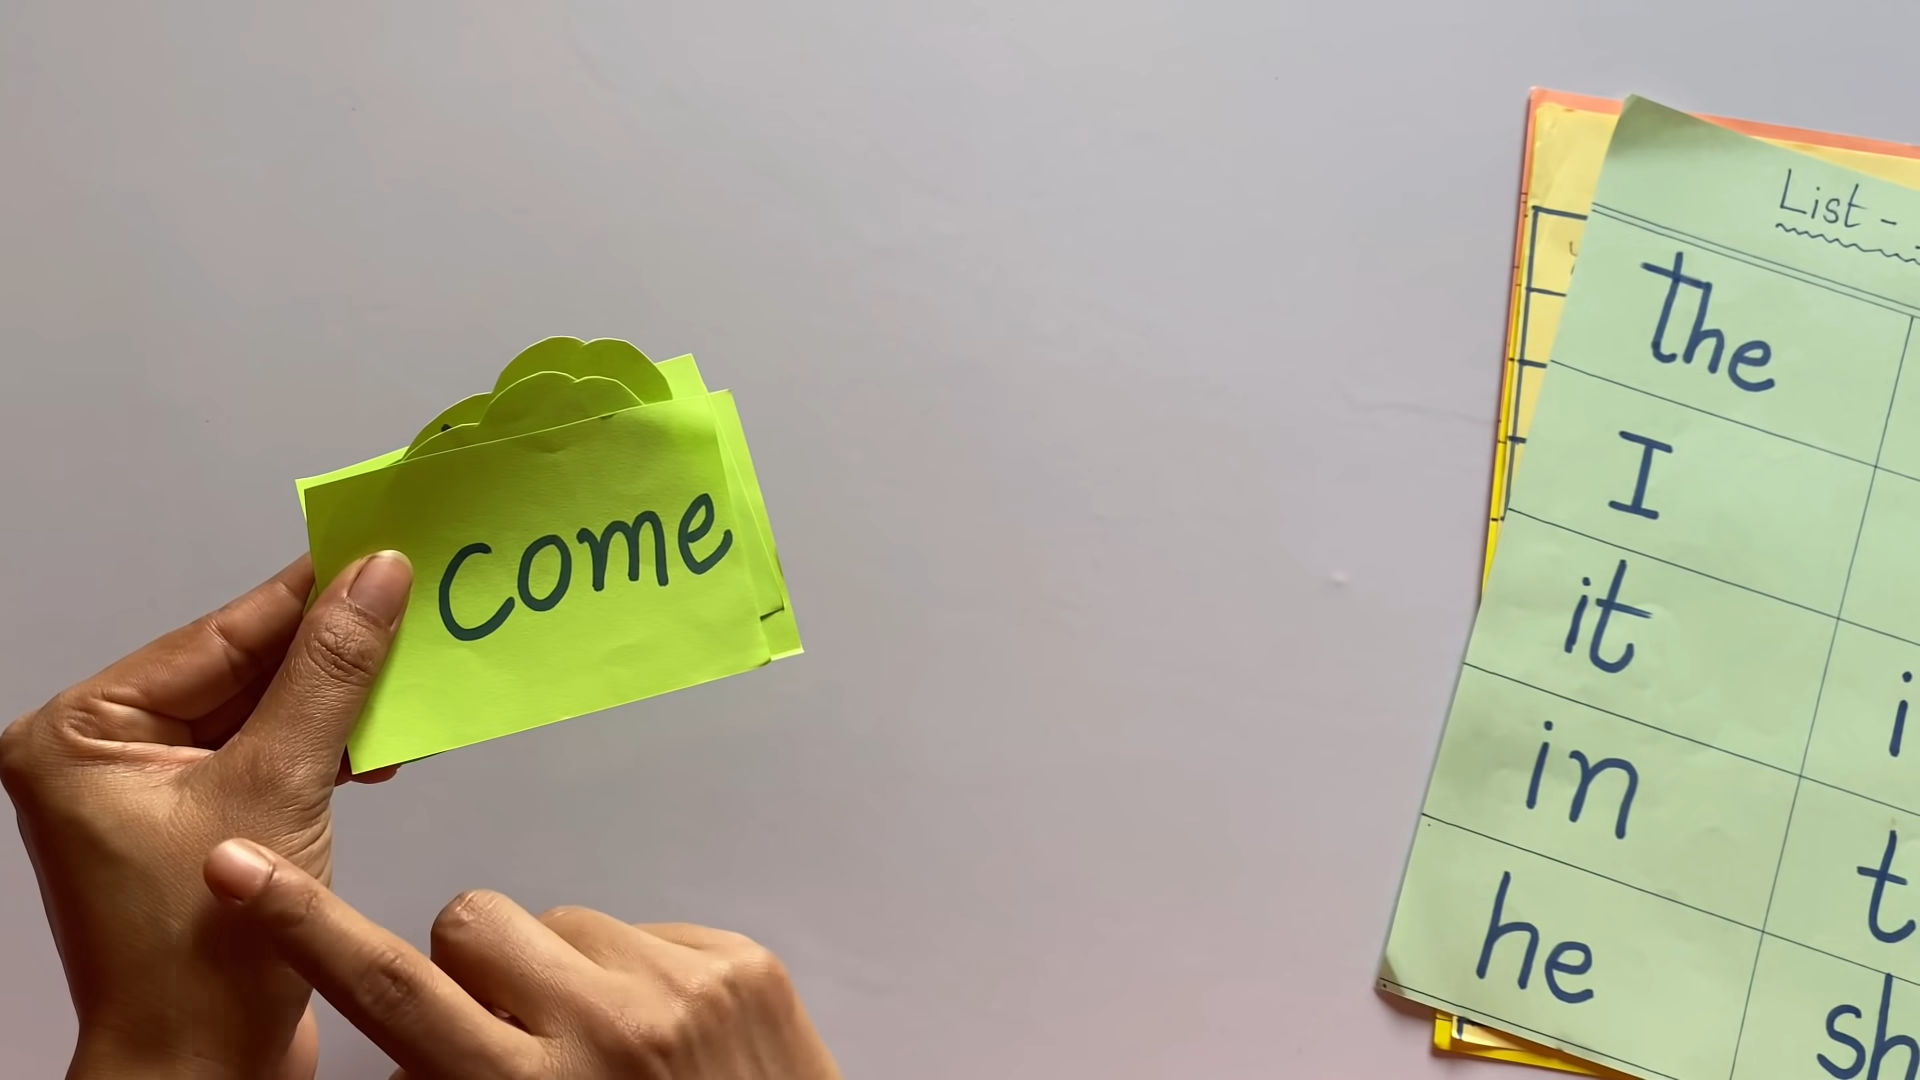 come
List -
the
I
it
in
he